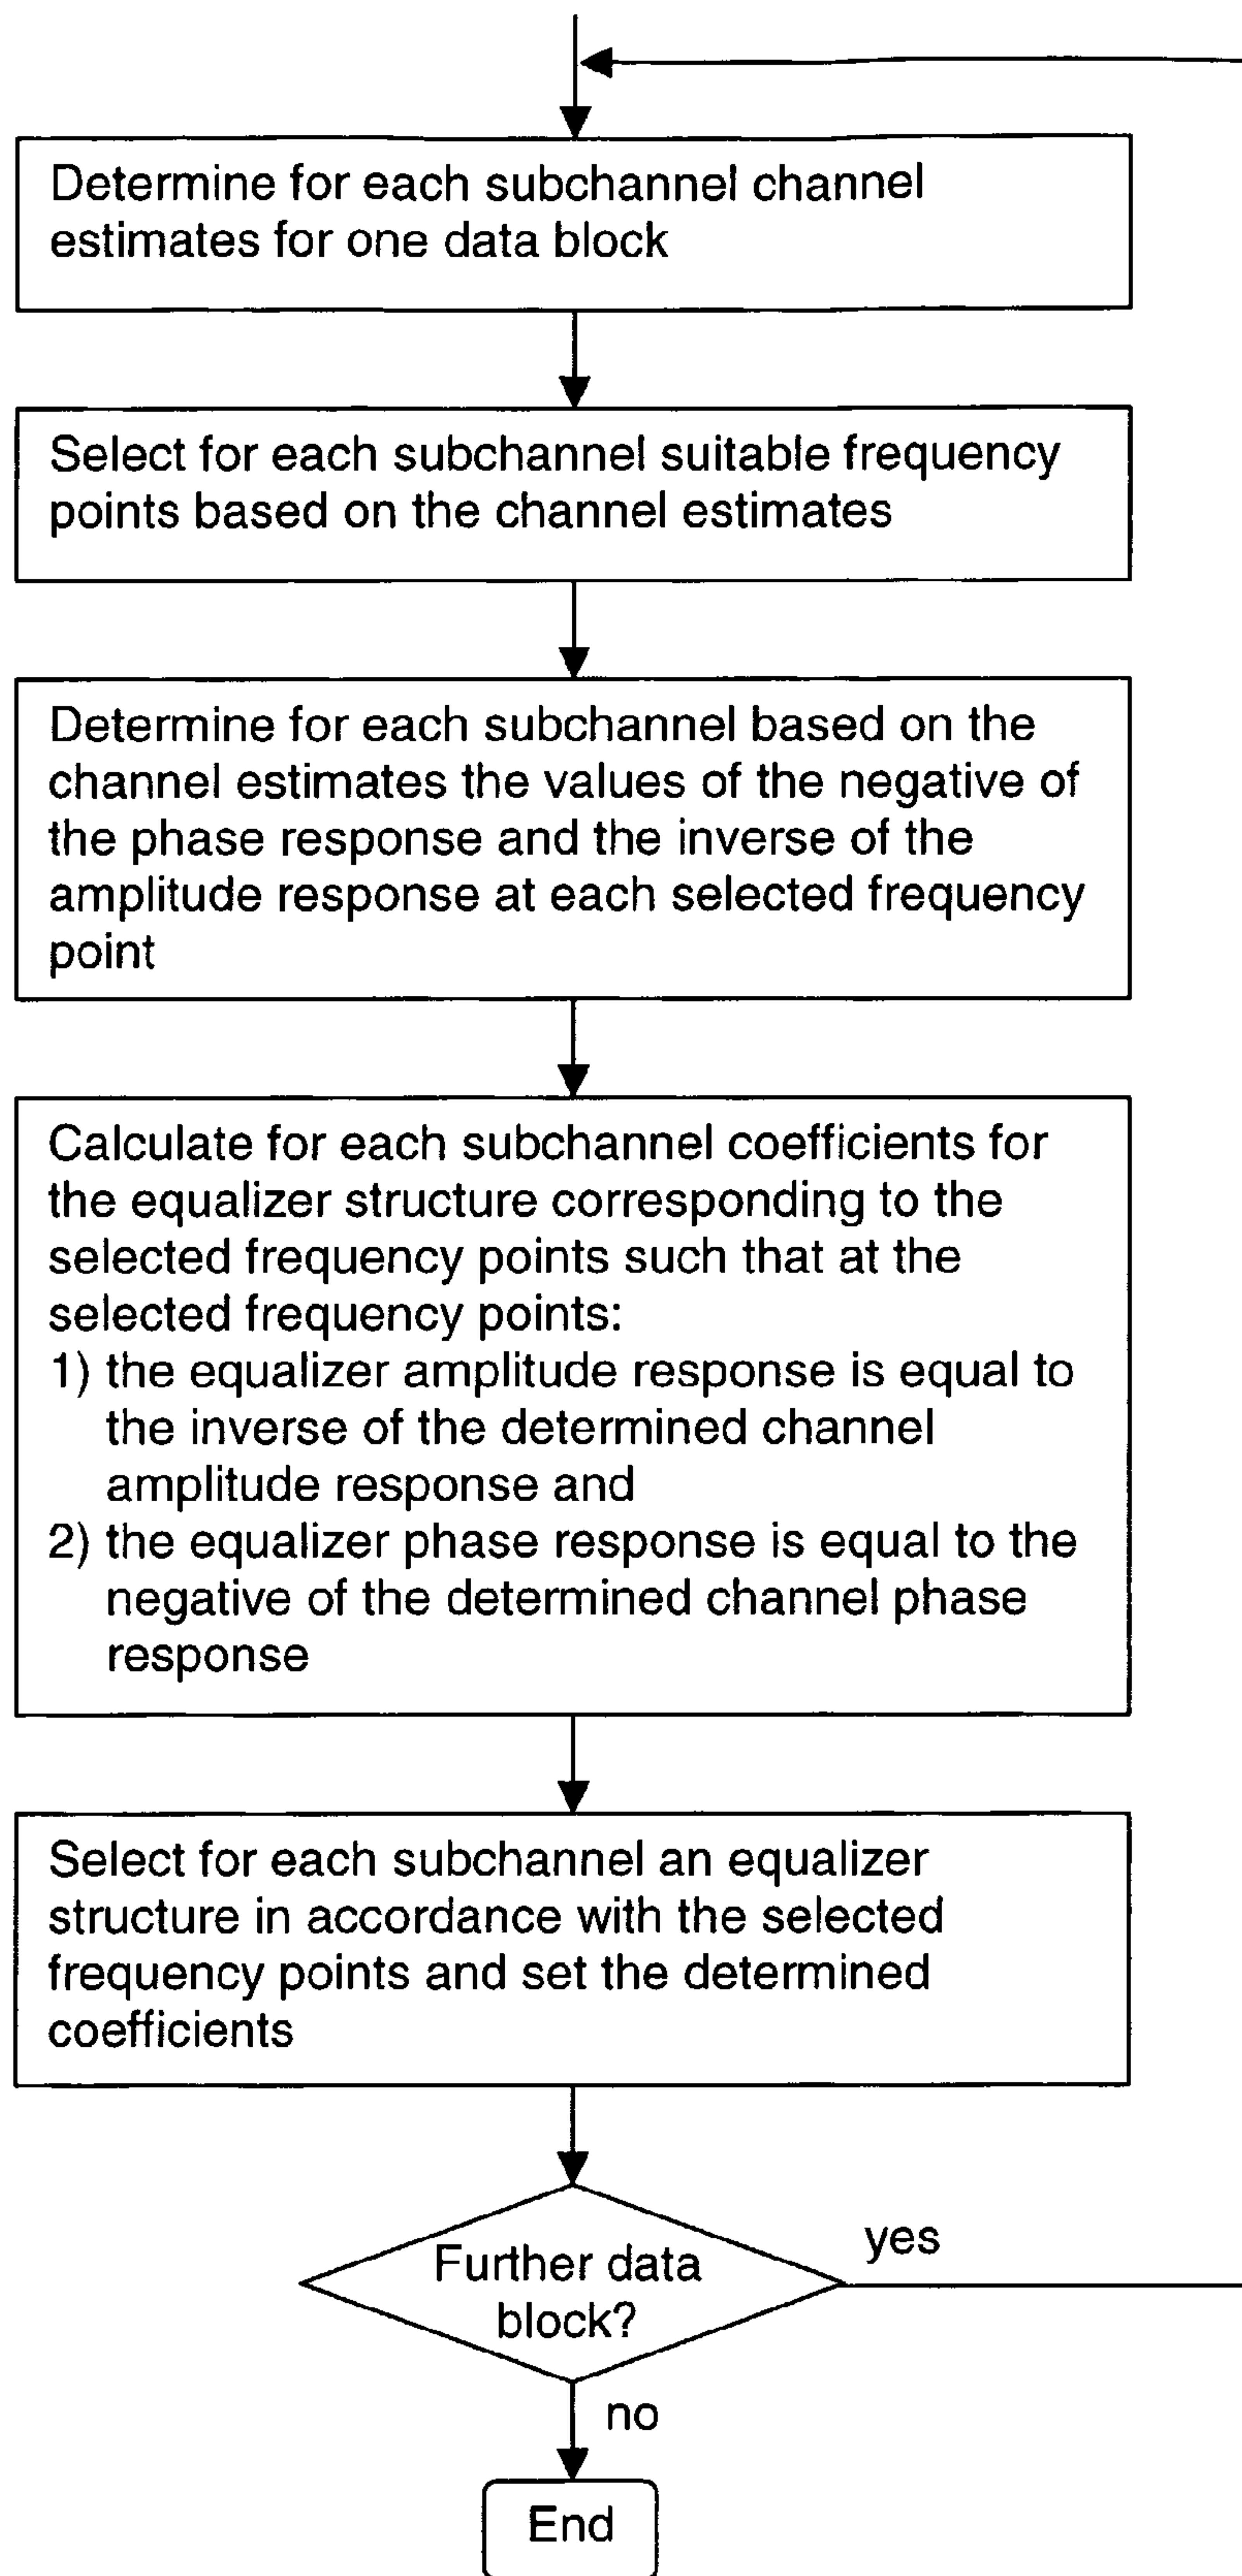 Determine for each subchannel channel
estimates for one data block
Select for each subchannel suitable frequency
points based on the channel estimates
Determine for each subchannel based on the
channel estimates the values of the negative of
the phase response and the inverse of the
amplitude response at each selected frequency
point
Calculate for each subchannel coefficients for
the equalizer structure corresponding to the
selected frequency points such that at the
selected frequency points:
1) the equalizer amplitude response is equal to
the inverse of the determined channel
amplitude response and
2) the equalizer phase response is equal to the
negative of the determined channel phase
response
Select for each subchannel an equalizer
structure in accordance with the selected
frequency points and set the determined
coefficients
Further data
block?
yes
no
End